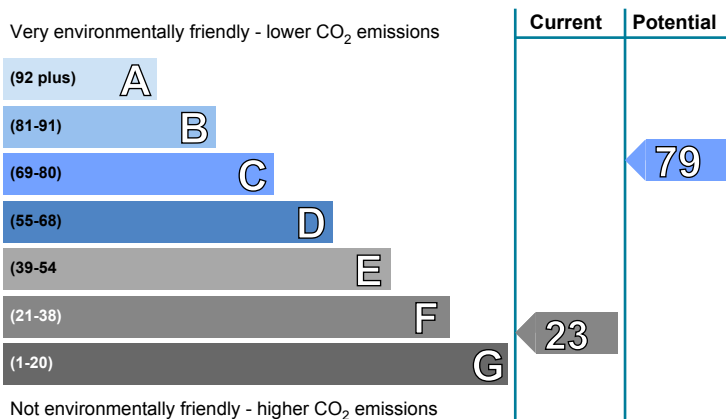 Current Potential
Very environmentally friendly - lower CO2 emissions
(92 plus) A
(81-91) B
(69-80) C
79
(55-68) D
(39-54 E
(21-38) F
23
(1-20) G
Not environmentally friendly - higher CO2 emissions